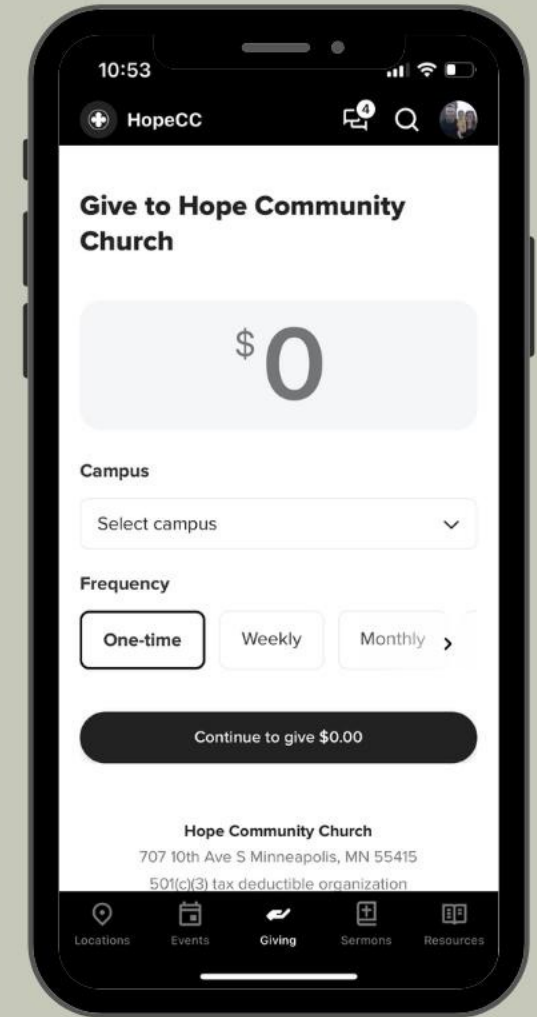 10:53
HopeCC
4
Give to Hope Community
Church
$0
Campus
Select campus
Frequency
One-time Weekly Monthly
Continue to give $0.00
Hope Community Church
707 10th Ave S Minneapolis, MN 55415
501(c)(3) tax deductible organization
Locations Events Giving Sermons Resources